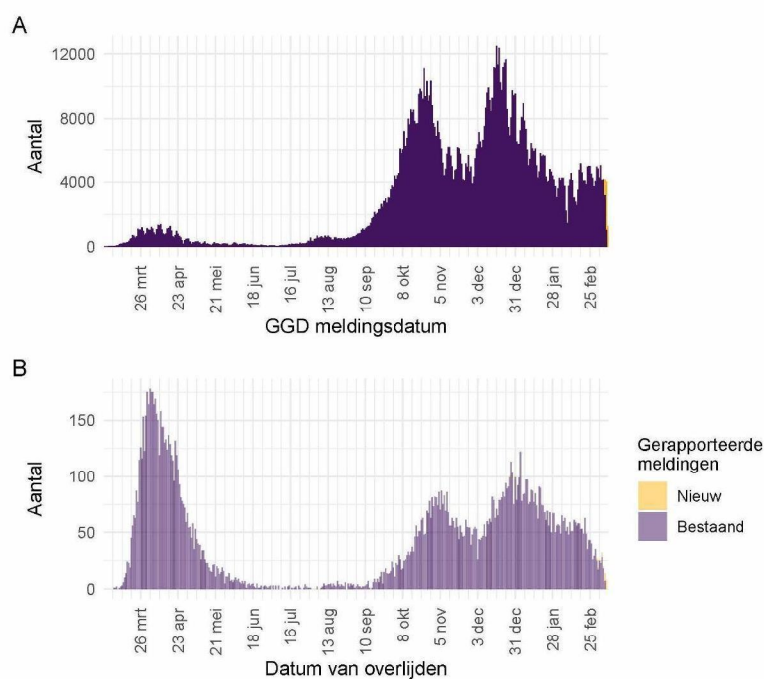 A
12000
8000
4000
0
Aantal
26 mrt
23 apr
21 mei
18 jun
16 jul
13 aug
10 sep
8 okt
5 nov
3 dec
31 dec
28 jan
25 feb
GGD meldingsdatum
B
150
100
50
0
Aantal
26 mrt
23 apr
21 mei
18 jun
16 jul
13 aug
10 sep
8 okt
5 nov
3 dec
31 dec
28 jan
25 feb
Datum van overlijden
Gerapporteerde
meldingen
Nieuw
Bestaand